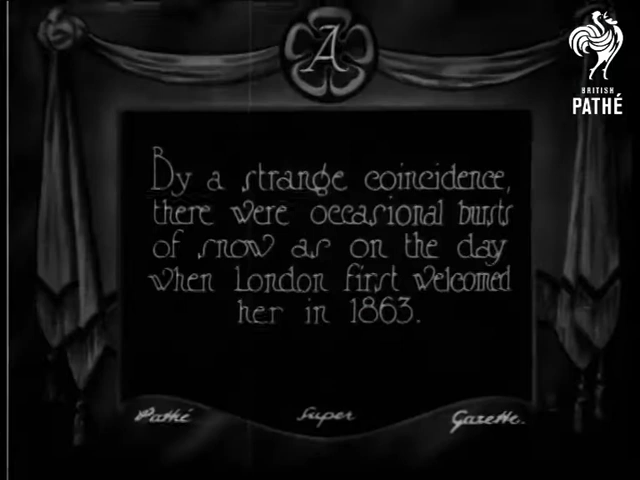 A
BRITISH
PATHÉ
By a strange coincidence,
there were occasional bursts
of snow as on the day
when London first welcomed
her in 1863.
Pathé Super Gazette.